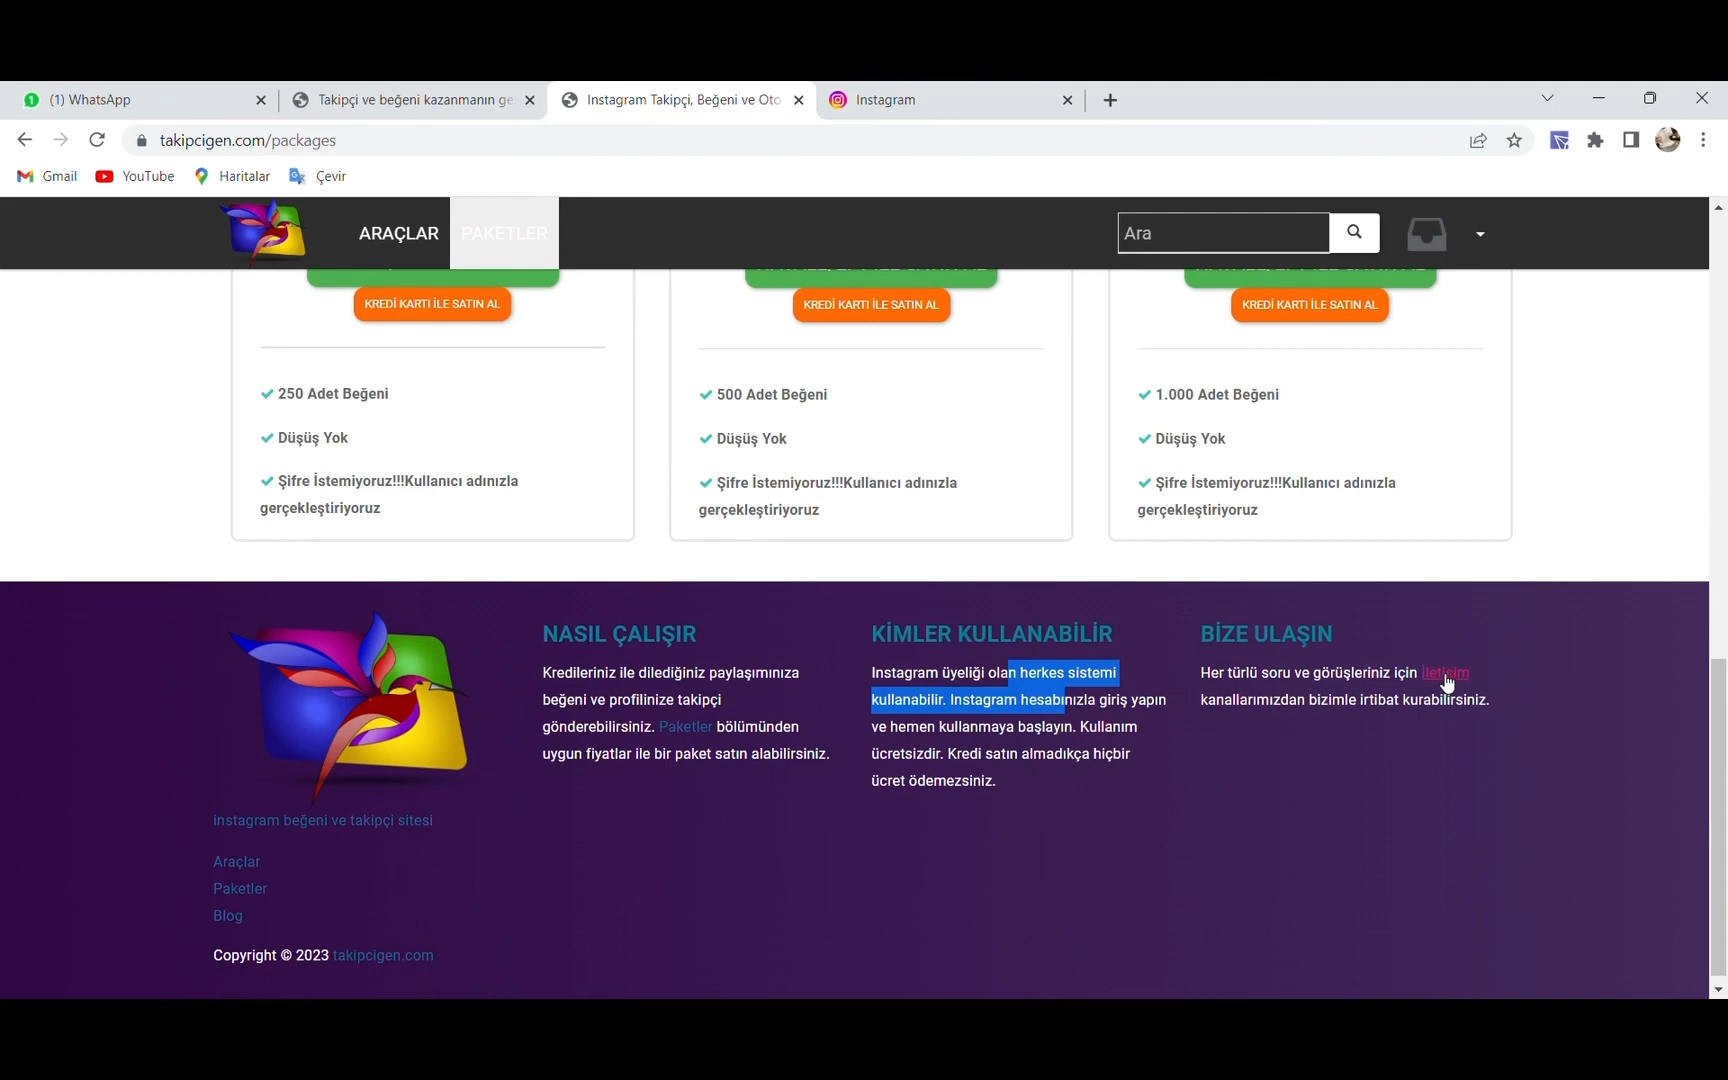 (1) WhatsApp
Takipçi ve beğeni kazanmanın ge
Instagram Takipçi, Beğeni ve Oto
Instagram
takipcigen.com/packages
Gmail
YouTube
Haritalar
Çevir
ARAÇLAR
PAKETLER
Ara
KREDİ KARTI İLE SATIN AL
KREDİ KARTI İLE SATIN AL
KREDİ KARTI İLE SATIN AL
250 Adet Beğeni
Düşüş Yok
Şifre İstemiyoruz!!!Kullanıcı adınızla
gerçekleştiriyoruz
500 Adet Beğeni
Düşüş Yok
Şifre İstemiyoruz!!!Kullanıcı adınızla
gerçekleştiriyoruz
1.000 Adet Beğeni
Düşüş Yok
Şifre İstemiyoruz!!!Kullanıcı adınızla
gerçekleştiriyoruz
instagram beğeni ve takipçi sitesi
Araçlar
Paketler
Blog
Copyright © 2023 takipcigen.com
NASIL ÇALIŞIR
Kredileriniz ile dilediğiniz paylaşımınıza
beğeni ve profilinize takipçi
gönderebilirsiniz. Paketler bölümünden
uygun fiyatlar ile bir paket satın alabilirsiniz.
KİMLER KULLANABİLİR
Instagram üyeliği olan herkes sistemi
kullanabilir. Instagram hesabınızla giriş yapın
ve hemen kullanmaya başlayın. Kullanım
ücretsizdir. Kredi satın almadıkça hiçbir
ücret ödemezsiniz.
BİZE ULAŞIN
Her türlü soru ve görüşleriniz için iletişim
kanallarımızdan bizimle irtibat kurabilirsiniz.